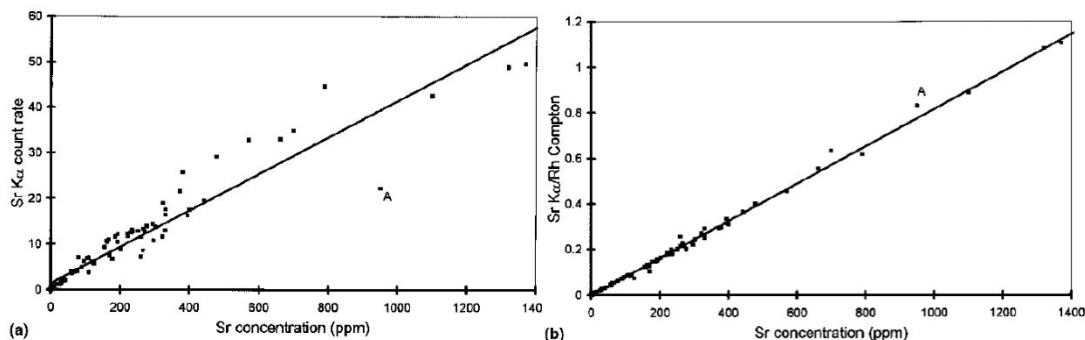 60
50
40
30
20
10
0
0 200 400 600 800 1000 1200 140
Sr Kα count rate
A
Sr concentration (ppm)
(a)
1.2
1
0.8
0.6
0.4
0.2
0
0 200 400 600 800 1000 1200 1400
Sr Kα/Rh Compton
A
Sr concentration (ppm)
(b)